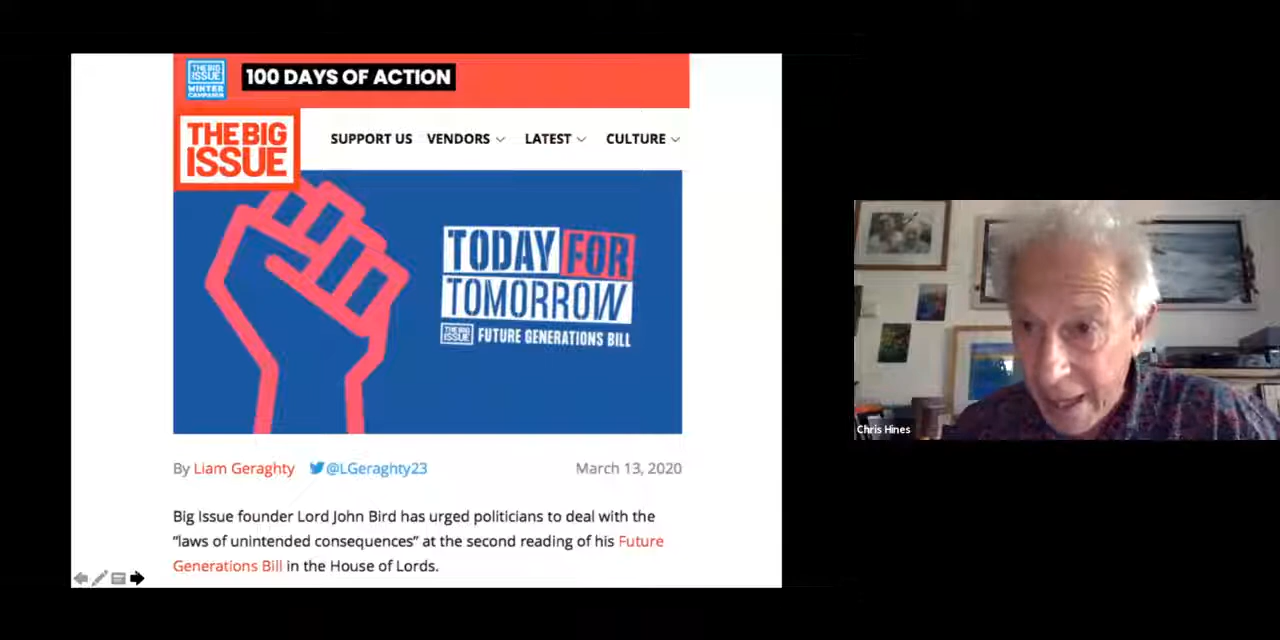 THE BIG
ISSUE
WINTER
CAMPAIGN
100 DAYS OF ACTION
THE BIG
ISSUE
SUPPORT US VENDORS LATEST CULTURE
TODAY FOR
TOMORROW
THE BIG
ISSUE
FUTURE GENERATIONS BILL
By Liam Geraghty @LGeraghty23 March 13, 2020
Big Issue founder Lord John Bird has urged politicians to deal with the
“laws of unintended consequences” at the second reading of his Future
Generations Bill in the House of Lords.
Chris Hines